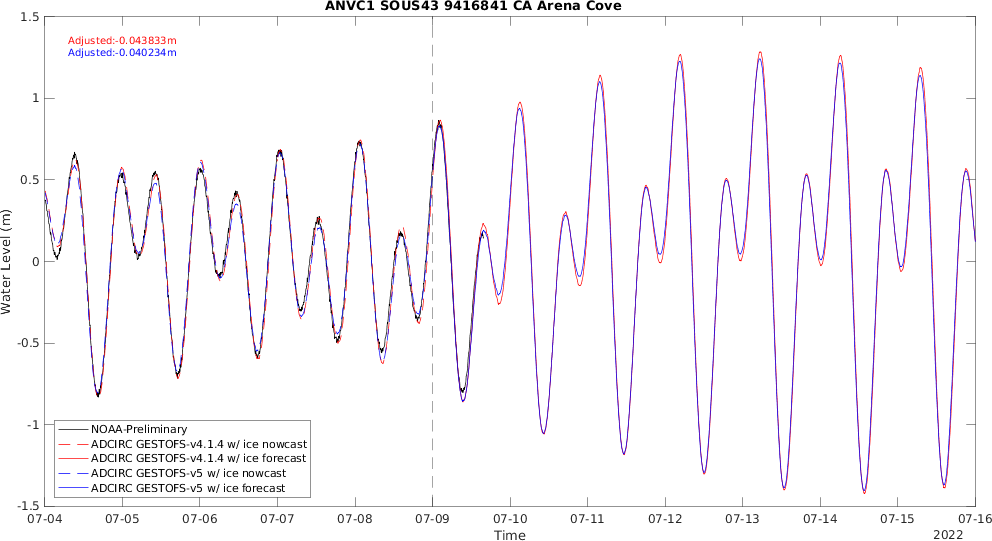 ANVC1 SOUS43 9416841 CA Arena Cove
Adjusted:-0.043833m
Adjusted:-0.040234m
1.5
1
0.5
0
-0.5
-1
-1.5
Water Level (m)
NOAA-Preliminary
ADCIRC GESTOFS-v4.1.4 w/ ice nowcast
ADCIRC GESTOFS-v4.1.4 w/ ice forecast
ADCIRC GESTOFS-v5 w/ ice nowcast
ADCIRC GESTOFS-v5 w/ ice forecast
07-04 07-05 07-06 07-07 07-08 07-09 07-10 07-11 07-12 07-13 07-14 07-15 07-16
Time
2022